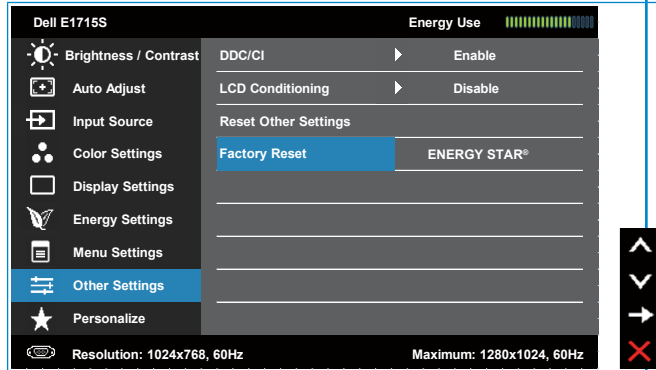 Dell E1715S Energy Use
Brightness / Contrast DDC/CI Enable
Auto Adjust LCD Conditioning Disable
Input Source Reset Other Settings
Color Settings Factory Reset ENERGY STAR®
Display Settings
Energy Settings
Menu Settings
Other Settings
Personalize
Resolution: 1024x768, 60Hz Maximum: 1280x1024, 60Hz